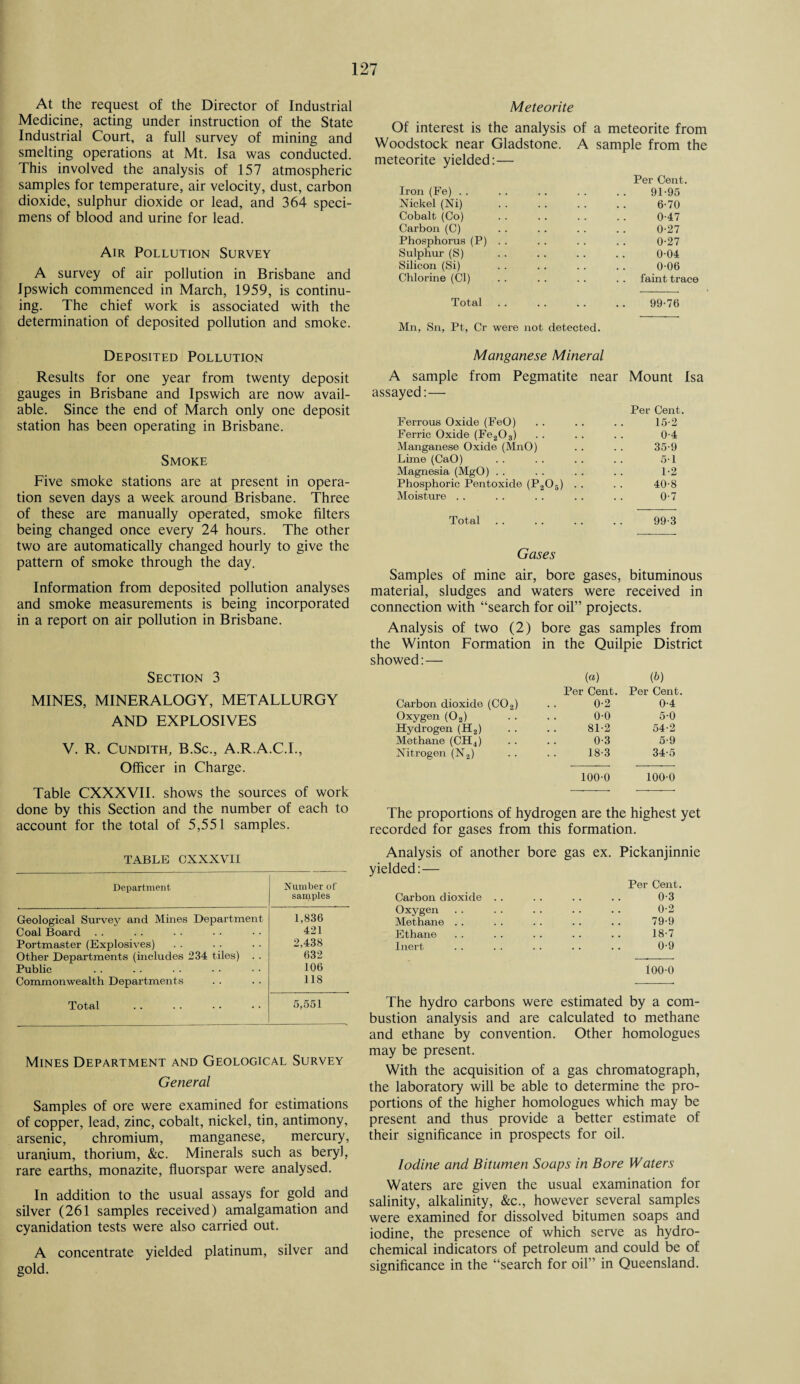 127
At the request of the Director of Industrial
Medicine, acting under instruction of the State
Industrial Court, a full survey of mining and
smelting operations at Mt. Isa was conducted.
This involved the analysis of 157 atmospheric
samples for temperature, air velocity, dust, carbon
dioxide, sulphur dioxide or lead, and 364 speci-
mens of blood and urine for lead.
Air Pollution Survey
A survey of air pollution in Brisbane and
Ipswich commenced in March, 1959, is continu-
ing. The chief work is associated with the
determination of deposited pollution and smoke.
Deposited Pollution
Results for one year from twenty deposit
gauges in Brisbane and Ipswich are now avail-
able. Since the end of March only one deposit
station has been operating in Brisbane.
Smoke
Five smoke stations are at present in opera-
tion seven days a week around Brisbane. Three
of these are manually operated, smoke filters
being changed once every 24 hours. The other
two are automatically changed hourly to give the
pattern of smoke through the day.
Information from deposited pollution analyses
and smoke measurements is being incorporated
in a report on air pollution in Brisbane.
Section 3
MINES, MINERALOGY, METALLURGY
AND EXPLOSIVES
V. R. Cundith, B.Sc., A.R.A.C.I.,
Officer in Charge.
Table CXXXVII. shows the sources of work
done by this Section and the number of each to
account for the total of 5,551 samples.
TABLE CXXXVII
Department Number of
samples
Geological Survey and Mines Department 1,836
Coal Board . . . . . . . . . . 421
Portmaster (Explosives) . . . . . . 2,438
Other Departments (includes 234 tiles) . . 632
Public . . . . . . . . . . 106
Commonwealth Departments . . . . 118
Total . . . . . . . . 5,551
Mines Department and Geological Survey
General
Samples of ore were examined for estimations
of copper, lead, zinc, cobalt, nickel, tin, antimony,
arsenic, chromium, manganese, mercury,
uranium, thorium, &c. Minerals such as beryl,
rare earths, monazite, fluorspar were analysed.
In addition to the usual assays for gold and
silver (261 samples received) amalgamation and
cyanidation tests were also carried out.
A concentrate yielded platinum, silver and
gold.
Meteorite
Of interest is the analysis of a meteorite from
Woodstock near Gladstone. A sample from the
meteorite yielded:—
Per Cent.
Iron (Fe) . . . . . . . . . . 91·95
Nickel (Ni) . . . . . . . . 6·70
Cobalt (Co) . . . . . . . . 0·47
Carbon (C) . . . . . . . . 0·27
Phosphorus (P) . . . . . . . . 0·27
Sulphur (S) . . . . . . . . 0·04
Silicon (Si) . . . . . . . . 0·06
Chlorine (Cl) . . . . . . . . faint trace
Total . . . . . . . . 99·76
Mn, Sn, Pt, Cr were not detected.
Manganese Mineral
A sample from Pegmatite near Mount Isa
assayed:—
Per Cent.
Ferrous Oxide (FeO) . . . . . . 15·2
Ferric Oxide (Fe₂O₃) . . . . . . 0·4
Manganese Oxide (MnO) . . . . 35·9
Lime (CaO) . . . . . . . . 5·1
Magnesia (MgO) . . . . . . . . 1·2
Phosphoric Pentoxide (P₂O₅) . . . . 40·8
Moisture . . . . . . . . . . 0·7
Total . . . . . . . . 99·3
Gases
Samples of mine air, bore gases, bituminous
material, sludges and waters were received in
connection with “search for oil” projects.
Analysis of two (2) bore gas samples from
the Winton Formation in the Quilpie District
showed:—
(a) (b)
Per Cent. Per Cent.
Carbon dioxide (CO₂) . . 0·2 0·4
Oxygen (O₂) . . . . 0·0 5·0
Hydrogen (H₂) . . . . 81·2 54·2
Methane (CH₄) . . . . 0·3 5·9
Nitrogen (N₂) . . . . 18·3 34·5
100·0 100·0
The proportions of hydrogen are the highest yet
recorded for gases from this formation.
Analysis of another bore gas ex. Pickanjinnie
yielded:—
Per Cent.
Carbon dioxide . . . . . . . . 0·3
Oxygen . . . . . . . . . . 0·2
Methane . . . . . . . . . . 79·9
Ethane . . . . . . . . . . 18·7
Inert . . . . . . . . . . 0·9
100·0
The hydro carbons were estimated by a com-
bustion analysis and are calculated to methane
and ethane by convention. Other homologues
may be present.
With the acquisition of a gas chromatograph,
the laboratory will be able to determine the pro-
portions of the higher homologues which may be
present and thus provide a better estimate of
their significance in prospects for oil.
Iodine and Bitumen Soaps in Bore Waters
Waters are given the usual examination for
salinity, alkalinity, &c., however several samples
were examined for dissolved bitumen soaps and
iodine, the presence of which serve as hydro-
chemical indicators of petroleum and could be of
significance in the “search for oil” in Queensland.